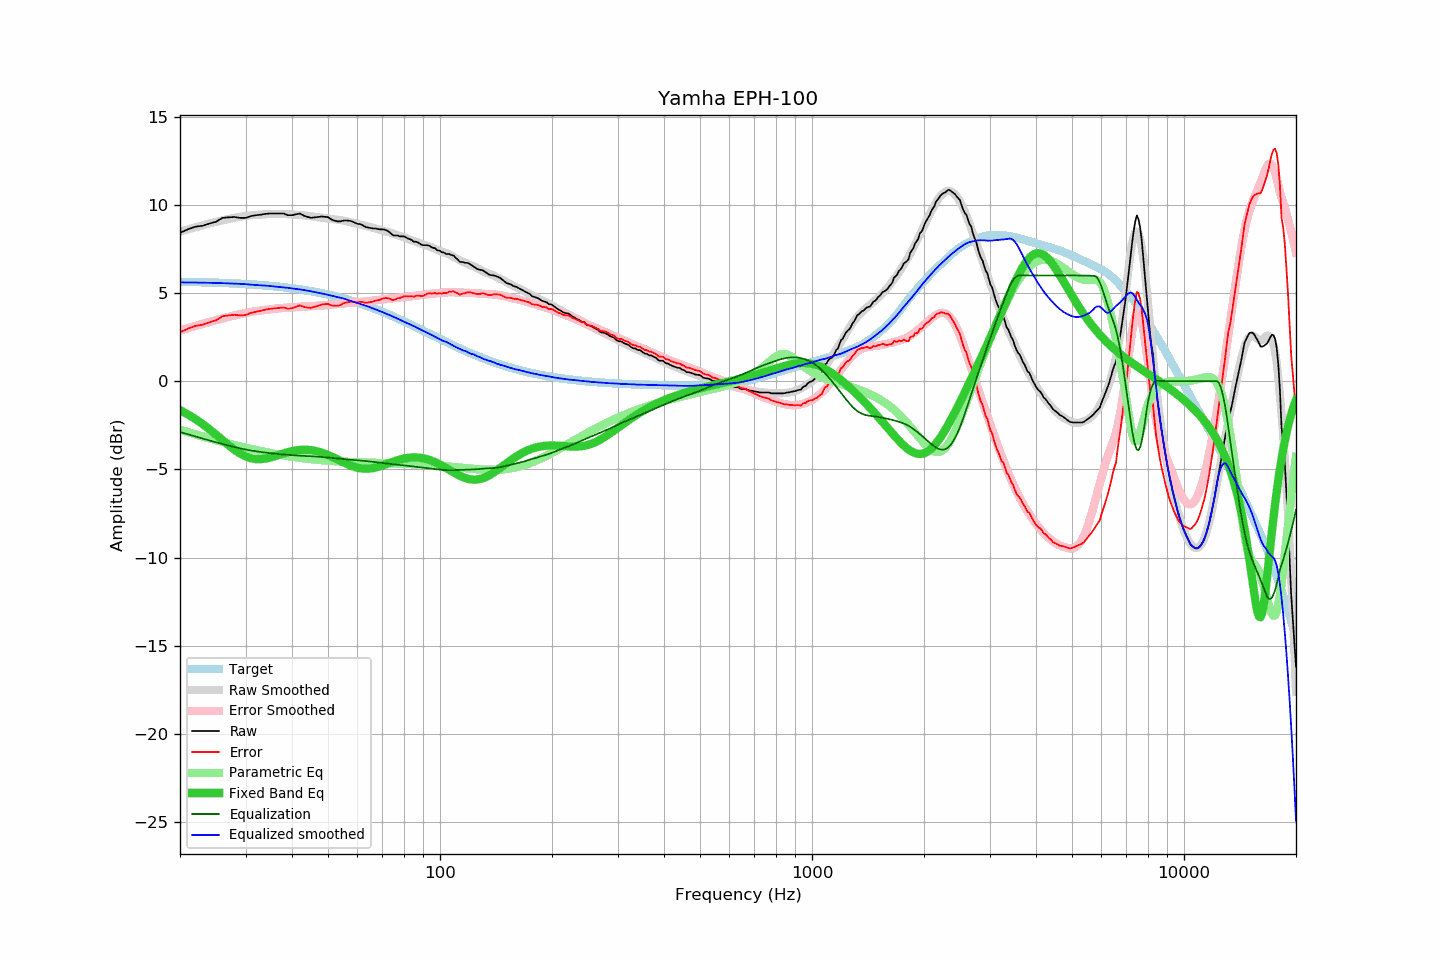 Yamha EPH-100
15
10
5
0
−5
−10
−15
−20
−25
Amplitude (dBr)
Target
Raw Smoothed
Error Smoothed
Raw
Error
Parametric Eq
Fixed Band Eq
Equalization
Equalized smoothed
100
1000
10000
Frequency (Hz)